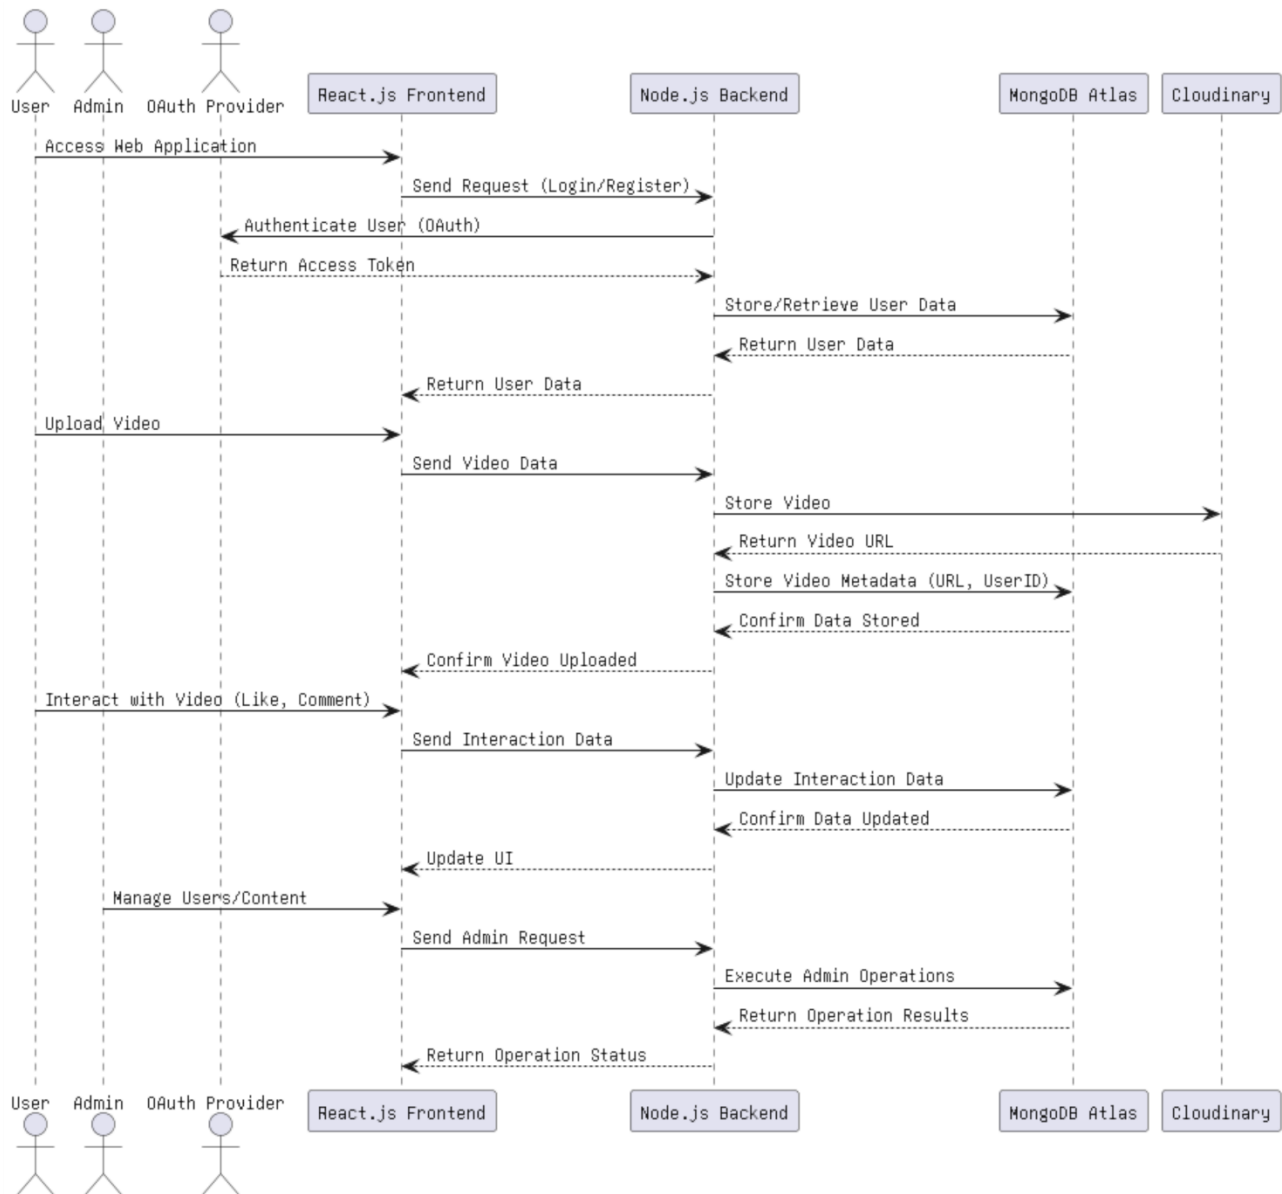 User
Admin
OAuth Provider
React.js Frontend
Node.js Backend
MongoDB Atlas
Cloudinary
Access Web Application
Send Request (Login/Register)
Authenticate User (OAuth)
Return Access Token
Store/Retrieve User Data
Return User Data
Return User Data
Upload Video
Send Video Data
Store Video
Return Video URL
Store Video Metadata (URL, UserID)
Confirm Data Stored
Confirm Video Uploaded
Interact with Video (Like, Comment)
Send Interaction Data
Update Interaction Data
Confirm Data Updated
Update UI
Manage Users/Content
Send Admin Request
Execute Admin Operations
Return Operation Results
Return Operation Status
User
Admin
OAuth Provider
React.js Frontend
Node.js Backend
MongoDB Atlas
Cloudinary